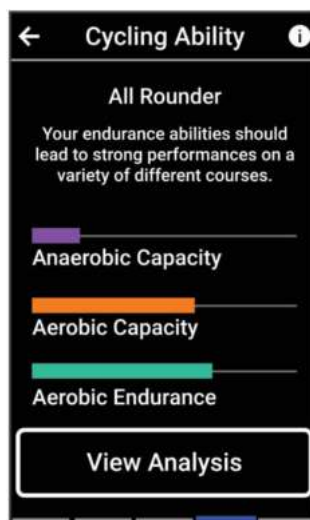 Cycling Ability
All Rounder
Your endurance abilities should
lead to strong performances on a
variety of different courses.
Anaerobic Capacity
Aerobic Capacity
Aerobic Endurance
View Analysis